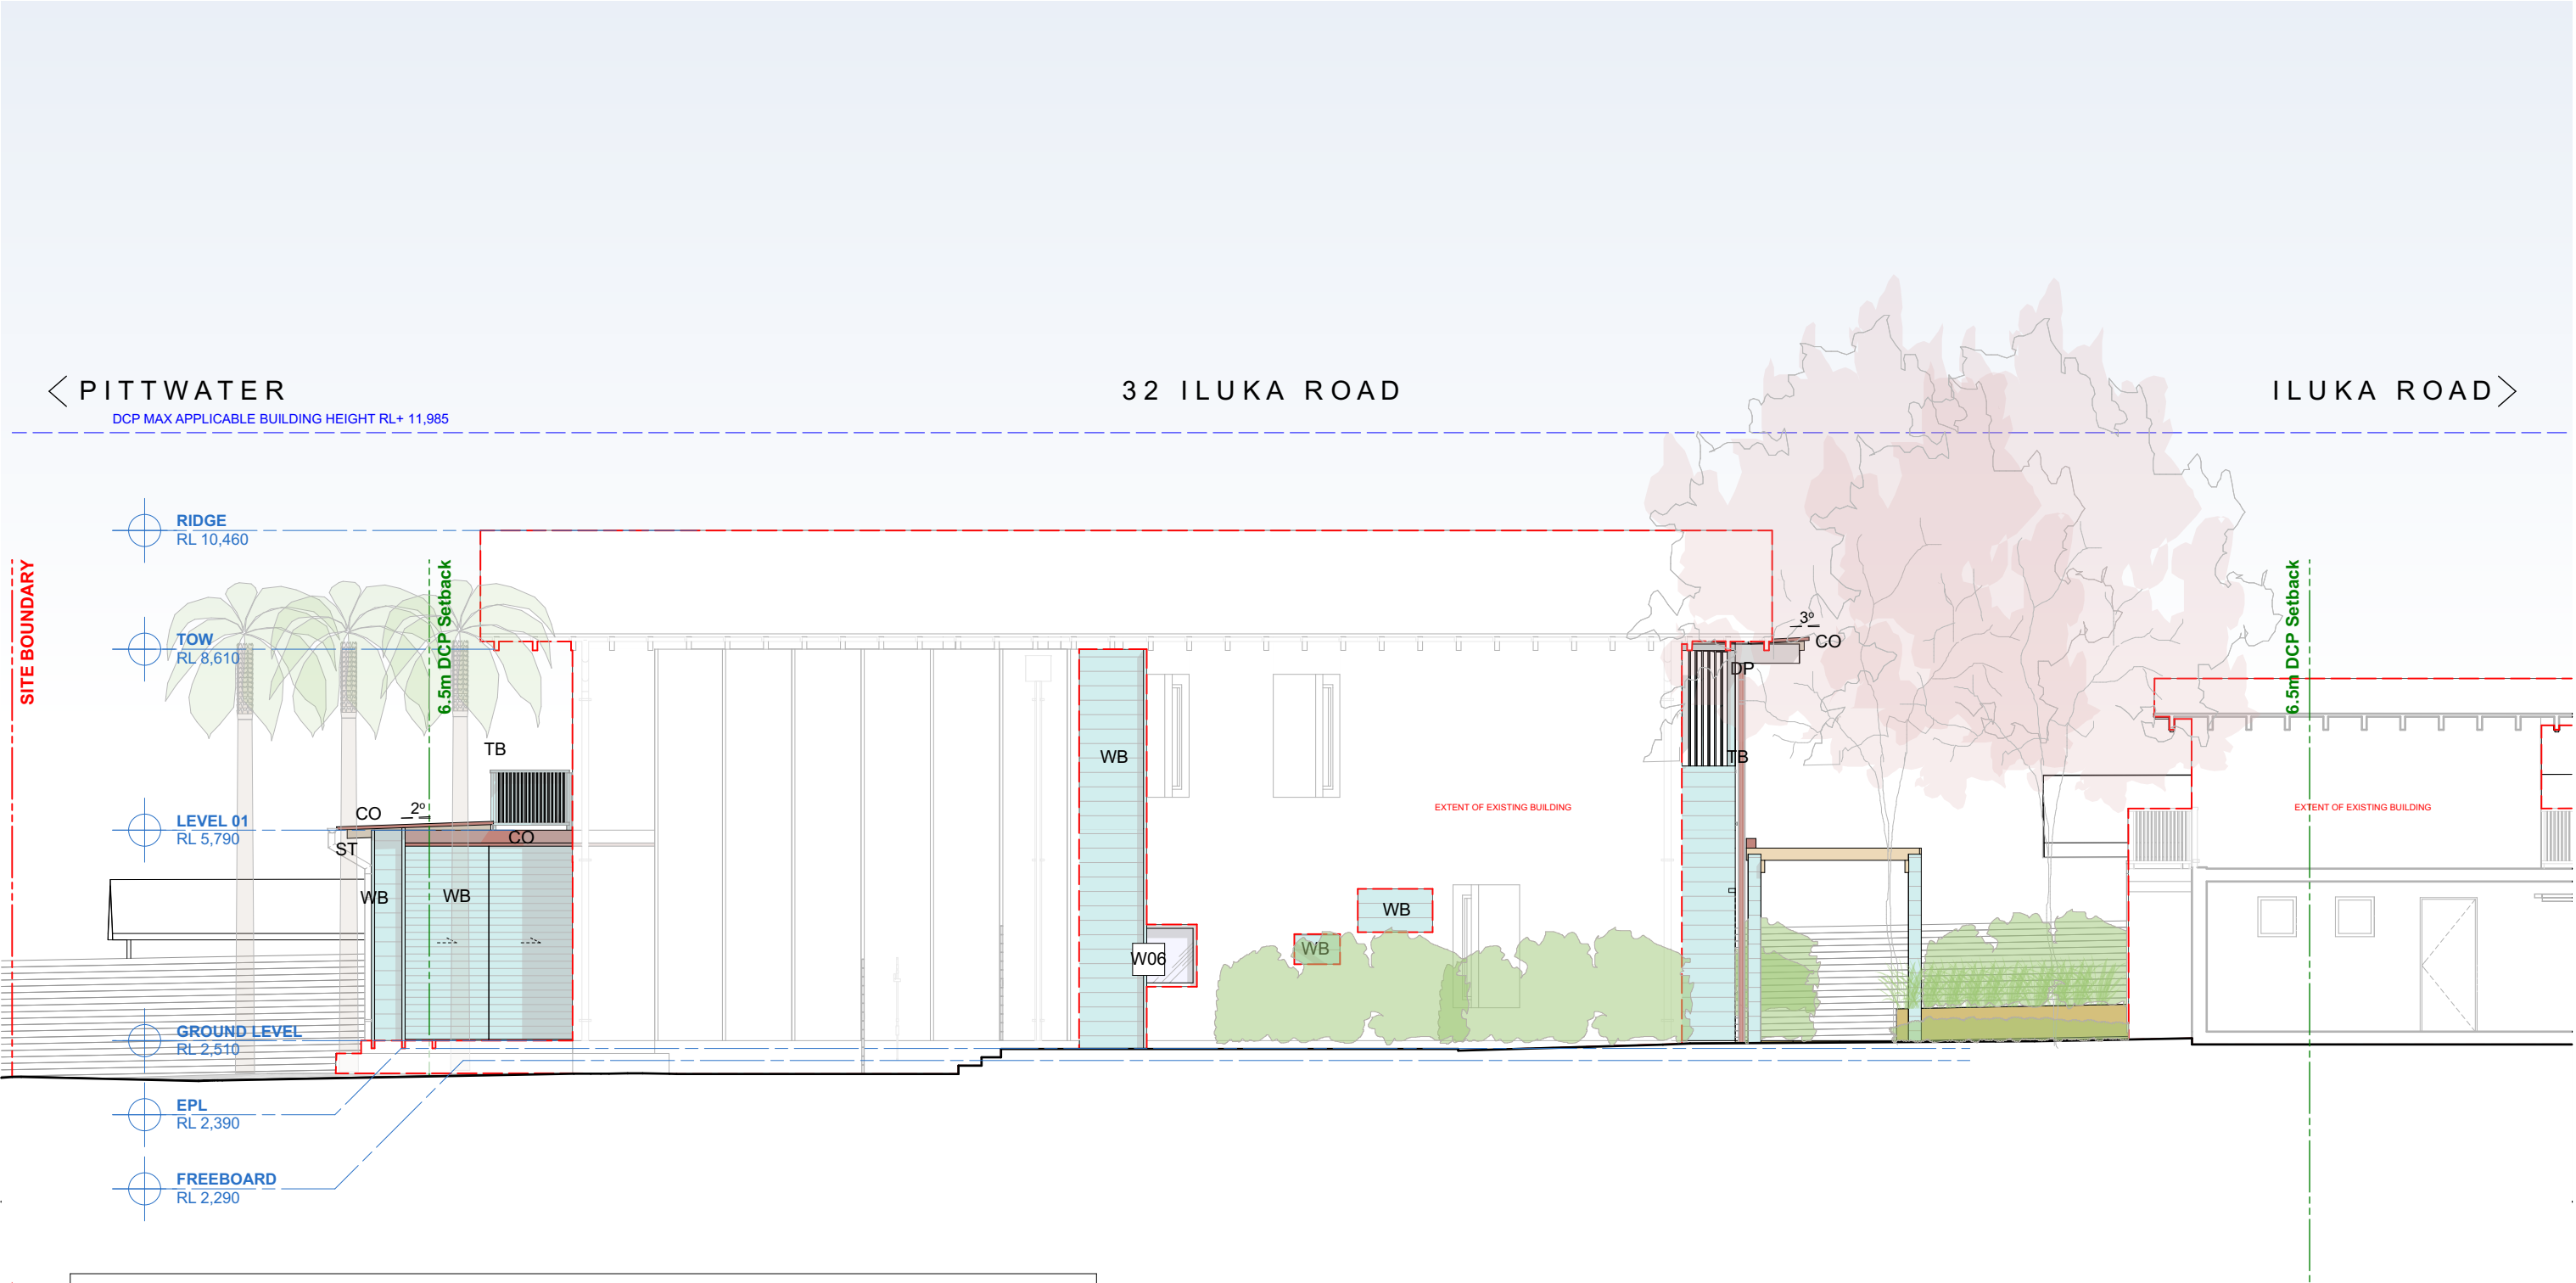 PITTWATER
32 ILUKA ROAD
ILUKA ROAD
DCP MAX APPLICABLE BUILDING HEIGHT RL+ 11,985
RIDGE
RL 10,460
SITE BOUNDARY
6.5m DCP Setback
6.5m DCP Setback
TOW
RL 8,610
3º
CO
DP
TB
WB
TB
CO
2º
LEVEL 01
RL 5,790
EXTENT OF EXISTING BUILDING
EXTENT OF EXISTING BUILDING
CO
ST
WB
WB
WB
WB
W06
GROUND LEVEL
RL 2,510
EPL
RL 2,390
FREEBOARD
RL 2,290